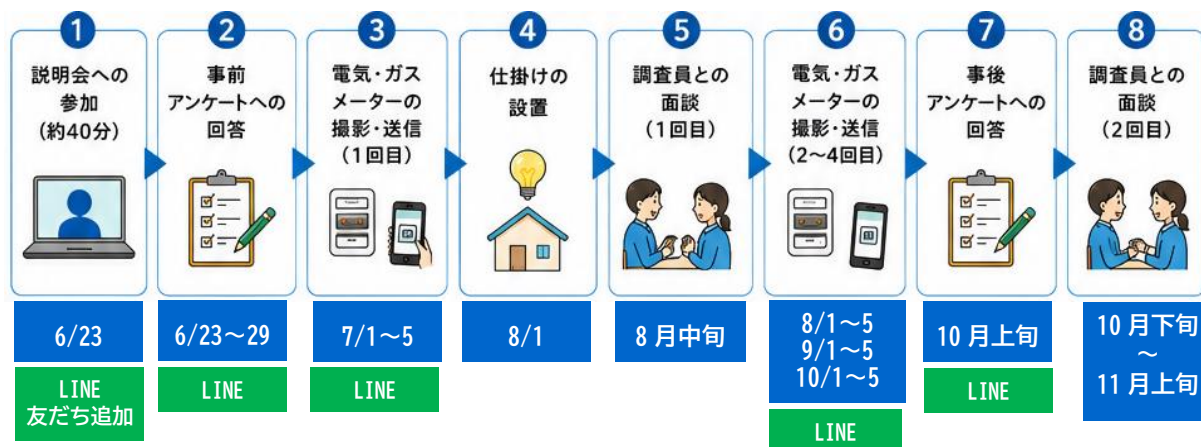 1
説明会への
参加
(約40分)
6/23
LINE
友だち追加
2
事前
アンケートへの
回答
6/23～29
LINE
3
電気・ガス
メーターの
撮影・送信
(1回目)
7/1～5
LINE
4
仕掛けの
設置
8/1
5
調査員との
面談
(1回目)
8月中旬
6
電気・ガス
メーターの
撮影・送信
(2～4回目)
8/1～5
9/1～5
10/1～5
LINE
7
事後
アンケートへの
回答
10月上旬
LINE
8
調査員との
面談
(2回目)
10月下旬
～
11月上旬